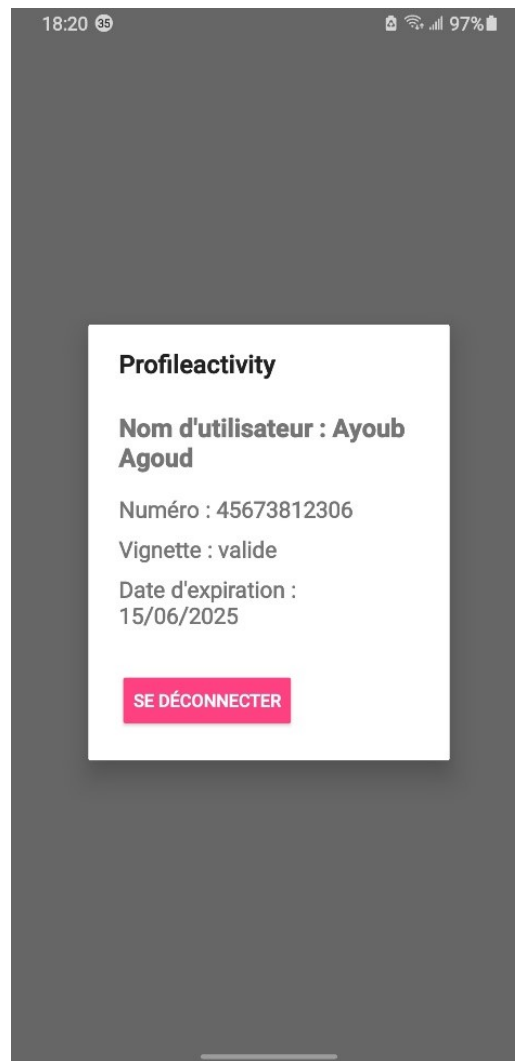 18:20 35 97%
Profileactivity
Nom d'utilisateur : Ayoub
Agoud
Numéro : 45673812306
Vignette : valide
Date d'expiration :
15/06/2025
SE DÉCONNECTER